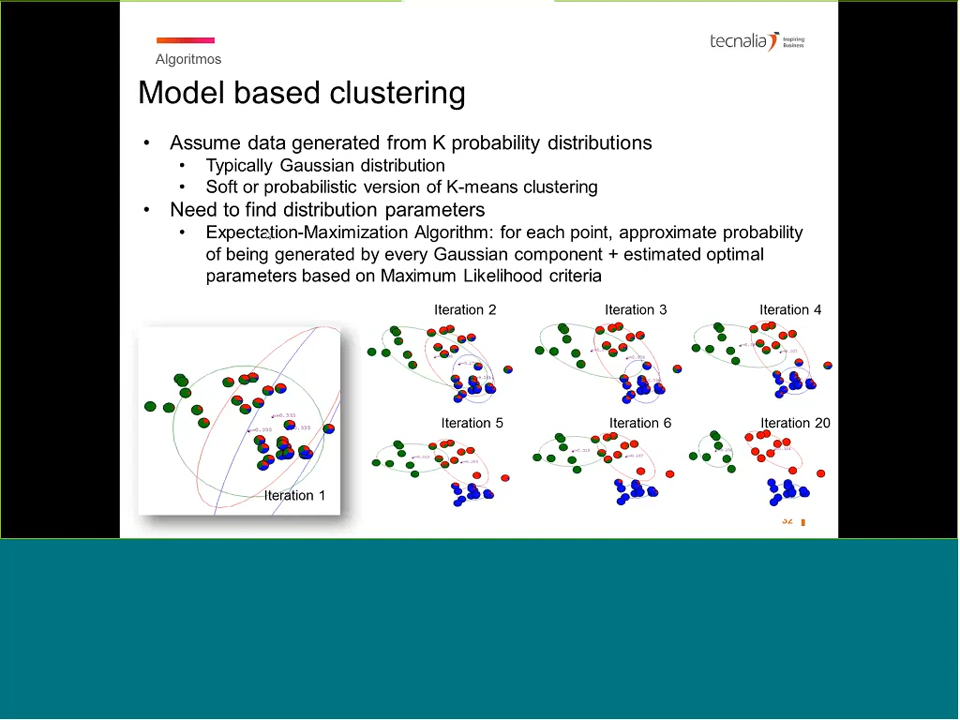 tecnalia Inspiring
Business
Algoritmos
Model based clustering
• Assume data generated from K probability distributions
• Typically Gaussian distribution
• Soft or probabilistic version of K-means clustering
• Need to find distribution parameters
• Expectation-Maximization Algorithm: for each point, approximate probability
of being generated by every Gaussian component + estimated optimal
parameters based on Maximum Likelihood criteria
Iteration 2
Iteration 3
Iteration 4
Iteration 5
Iteration 6
Iteration 20
Iteration 1